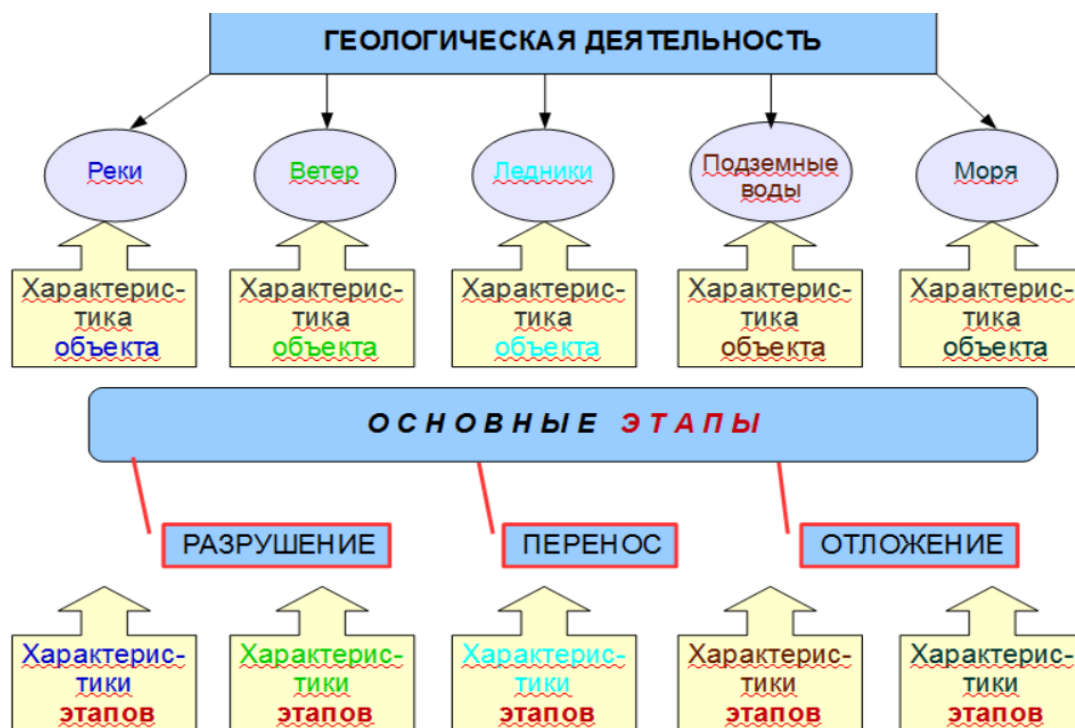 ГЕОЛОГИЧЕСКАЯ ДЕЯТЕЛЬНОСТЬ
Реки
Ветер
Ледники
Подземные
воды
Моря
Характерис-
тика
объекта
Характерис-
тика
объекта
Характерис-
тика
объекта
Характерис-
тика
объекта
Характерис-
тика
объекта
ОСНОВНЫЕ ЭТАПЫ
РАЗРУШЕНИЕ
ПЕРЕНОС
ОТЛОЖЕНИЕ
Характерис-
тики
этапов
Характерис-
тики
этапов
Характерис-
тики
этапов
Характерис-
тики
этапов
Характерис-
тики
этапов